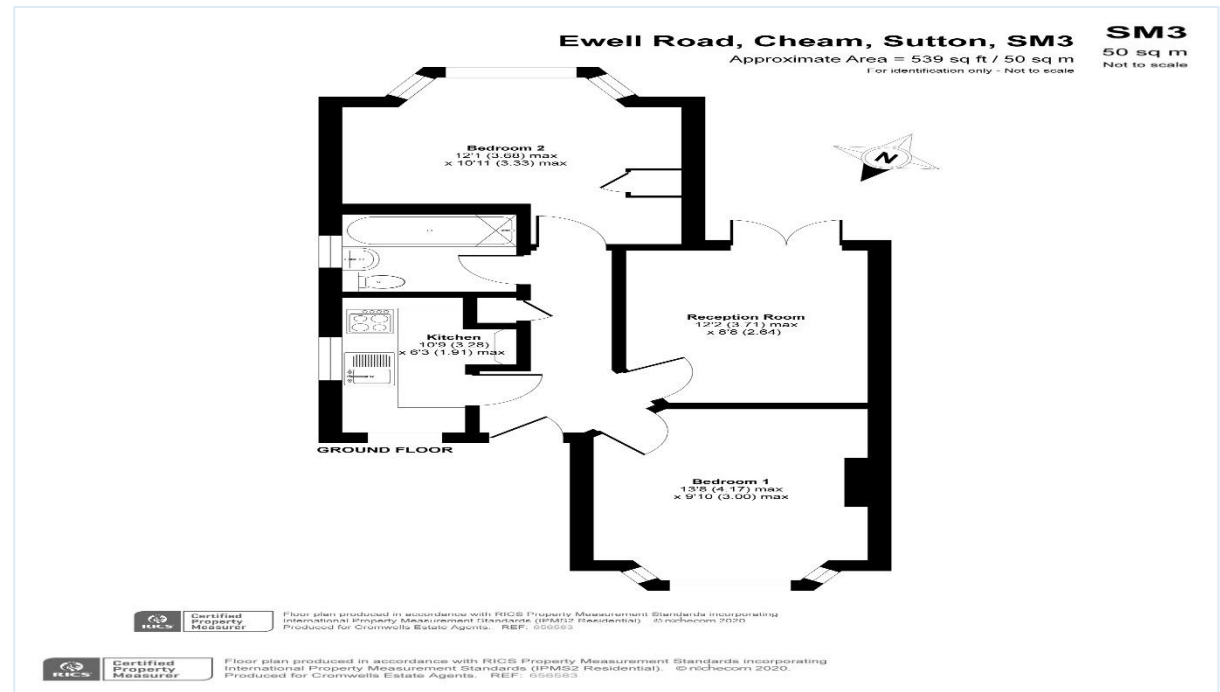 Ewell Road, Cheam, Sutton, SM3
Approximate Area = 539 sq ft / 50 sq m
For identification only - Not to scale
SM3
50 sq m
Not to scale
Bedroom 2
12'1 (3.68) max
x 10'11 (3.33) max
N
Reception Room
12'2 (3.71) max
x 8'8 (2.64)
Kitchen
10'9 (3.28)
x 6'3 (1.91) max
GROUND FLOOR
Bedroom 1
13'8 (4.17) max
x 9'10 (3.00) max
RICS
Certified
Property
Measurer
Floor plan produced in accordance with RICS Property Measurement Standards incorporating
International Property Measurement Standards (IPMS2 Residential). © nichecom 2020.
Produced for Cromwells Estate Agents. REF: 656583
RICS
Certified
Property
Measurer
Floor plan produced in accordance with RICS Property Measurement Standards incorporating
International Property Measurement Standards (IPMS2 Residential). © nichecom 2020.
Produced for Cromwells Estate Agents. REF: 656583